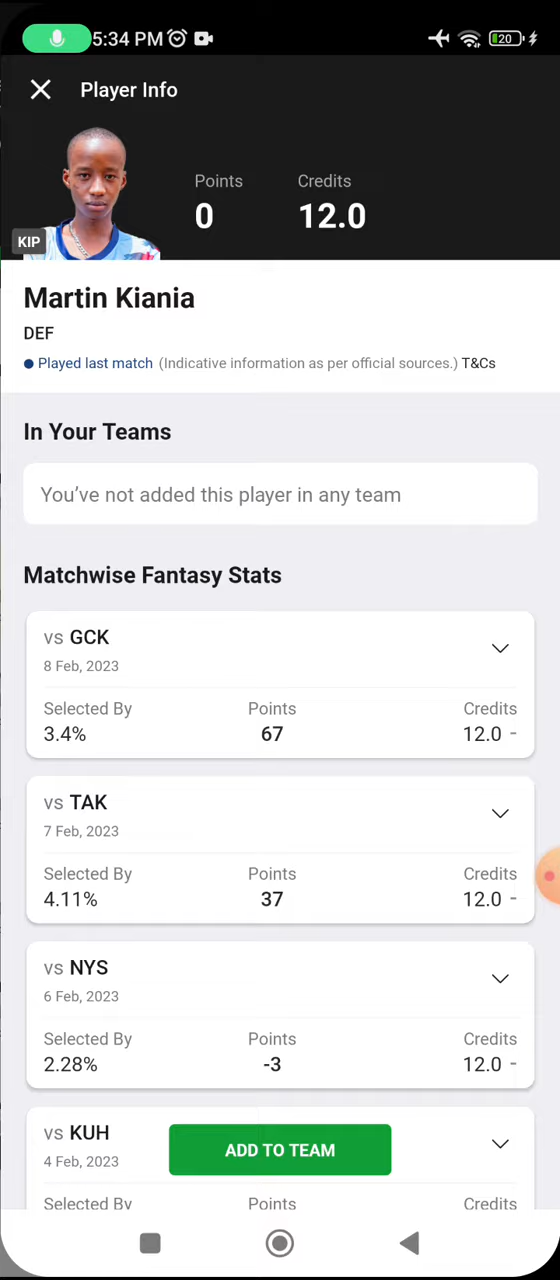 5:34 PM
20
Player Info
Points Credits
0 12.0
KIP
Martin Kiania
DEF
Played last match (Indicative information as per official sources.) T&Cs
In Your Teams
You've not added this player in any team
Matchwise Fantasy Stats
vs GCK
8 Feb, 2023
Selected By Points Credits
3.4% 67 12.0 -
vs TAK
7 Feb, 2023
Selected By Points Credits
4.11% 37 12.0 -
vs NYS
6 Feb, 2023
Selected By Points Credits
2.28% -3 12.0 -
vs KUH
ADD TO TEAM
4 Feb, 2023
Selected By Points Credits